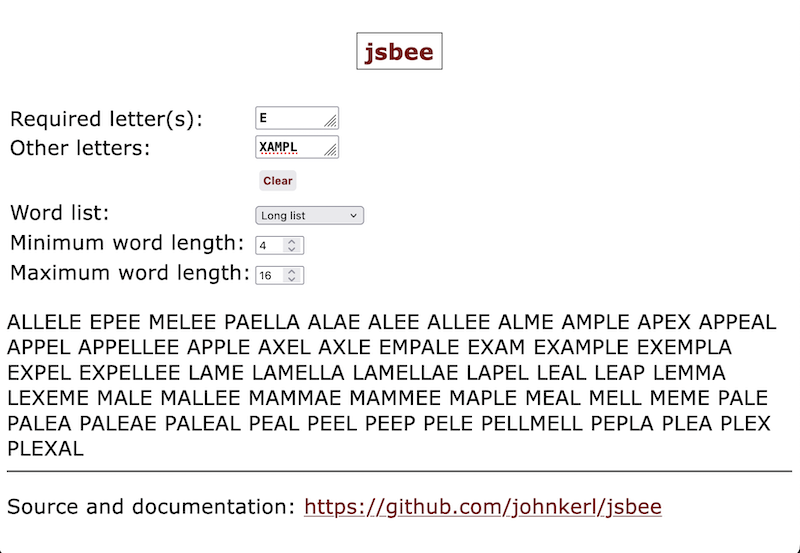 jsbee
Required letter(s): E
Other letters: XAMPL
Clear
Word list: Long list
Minimum word length: 4
Maximum word length: 16
ALLELE EPEE MELEE PAELLA ALAE ALEE ALLEE ALME AMPLE APEX APPEAL
APPEL APPELLEE APPLE AXEL AXLE EMPALE EXAM EXAMPLE EXEMPLA
EXPEL EXPELLEE LAME LAMELLA LAMELLAE LAPEL LEAL LEAP LEMMA
LEXEME MALE MALLEE MAMMAE MAMMEE MAPLE MEAL MELL MEME PALE
PALEA PALEAE PALEAL PEAL PEEL PEEP PELE PELLMELL PEPLA PLEA PLEX
PLEXAL
Source and documentation: https://github.com/johnkerl/jsbee